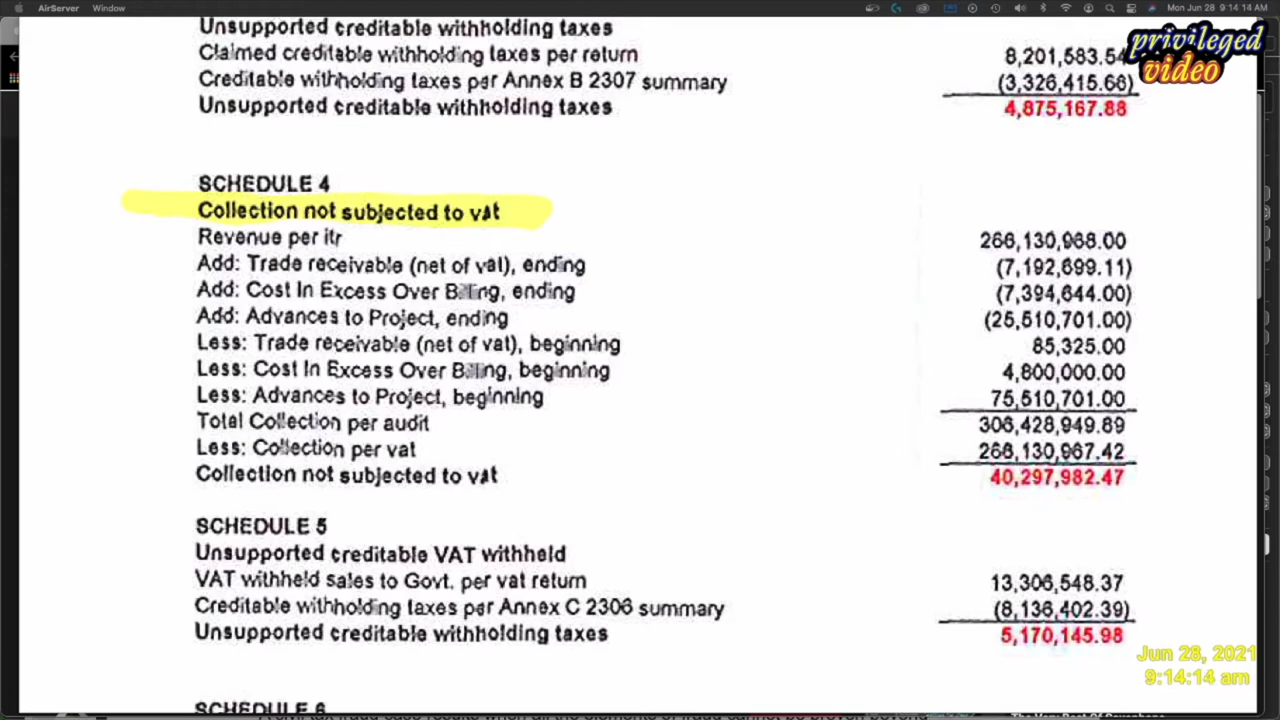 AirServer Window Mon Jun 28 9:14:14 AM
privileged
video
Unsupported creditable withholding taxes
Claimed creditable withholding taxes per return 8,201,583.54
Creditable withholding taxes per Annex B 2307 summary (3,326,415.66)
Unsupported creditable withholding taxes 4,875,167.88
SCHEDULE 4
Collection not subjected to vat
Revenue per itr 266,130,968.00
Add: Trade receivable (net of vat), ending (7,192,699.11)
Add: Cost In Excess Over Billing, ending (7,394,644.00)
Add: Advances to Project, ending (25,510,701.00)
Less: Trade receivable (net of vat), beginning 85,325.00
Less: Cost In Excess Over Billing, beginning 4,800,000.00
Less: Advances to Project, beginning 75,510,701.00
Total Collection per audit 306,428,949.89
Less: Collection per vat 266,130,967.42
Collection not subjected to vat 40,297,982.47
SCHEDULE 5
Unsupported creditable VAT withheld
VAT withheld sales to Govt. per vat return 13,306,548.37
Creditable withholding taxes per Annex C 2306 summary (8,136,402.39)
Unsupported creditable withholding taxes 5,170,145.98
Jun 28, 2021
9:14:14 am
SCHEDULE 6